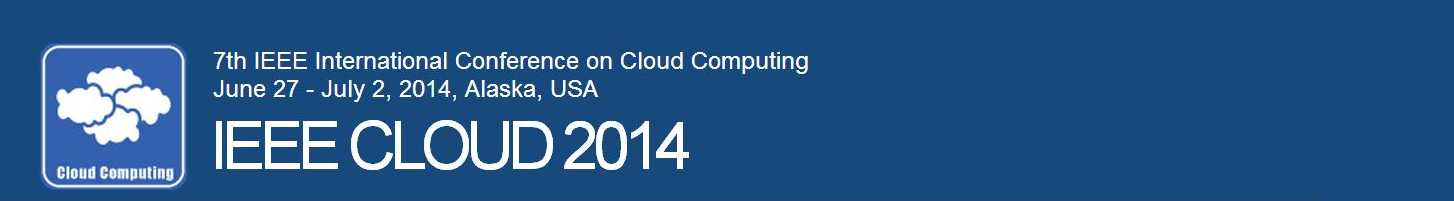 7th IEEE International Conference on Cloud Computing
June 27 - July 2, 2014, Alaska, USA
IEEE CLOUD 2014
Cloud Computing